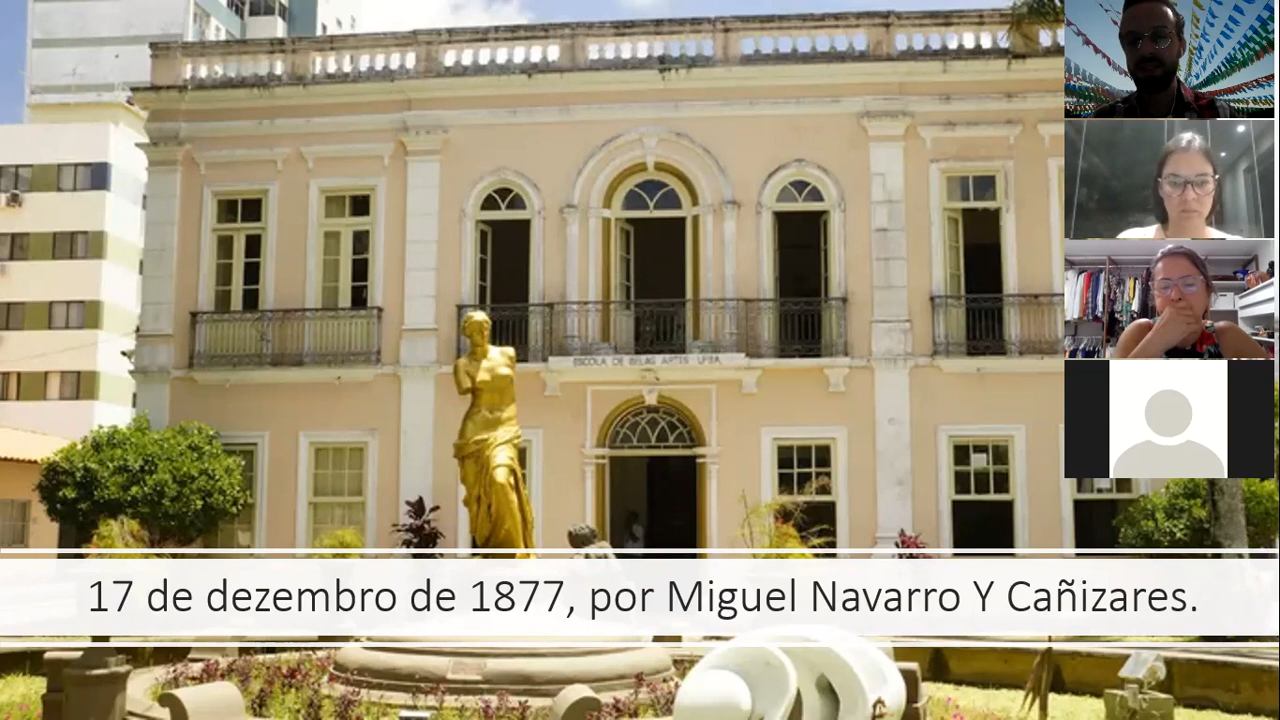 ESCOLA DE BELAS ARTES UFBA
17 de dezembro de 1877, por Miguel Navarro Y Cañizares.